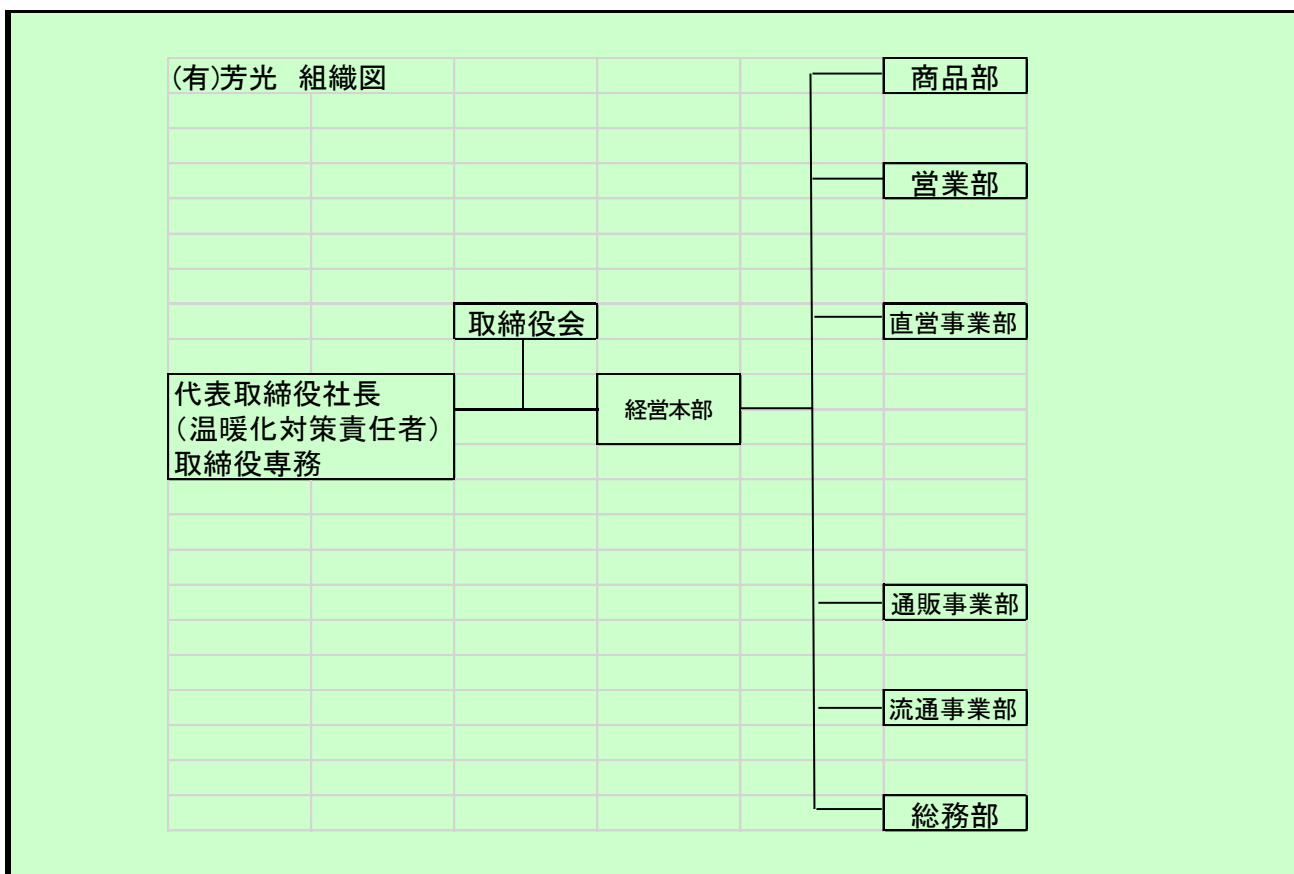 (有)芳光　組織図
商品部
営業部
取締役会
直営事業部
代表取締役社長
（温暖化対策責任者）
取締役専務
経営本部
通販事業部
流通事業部
総務部